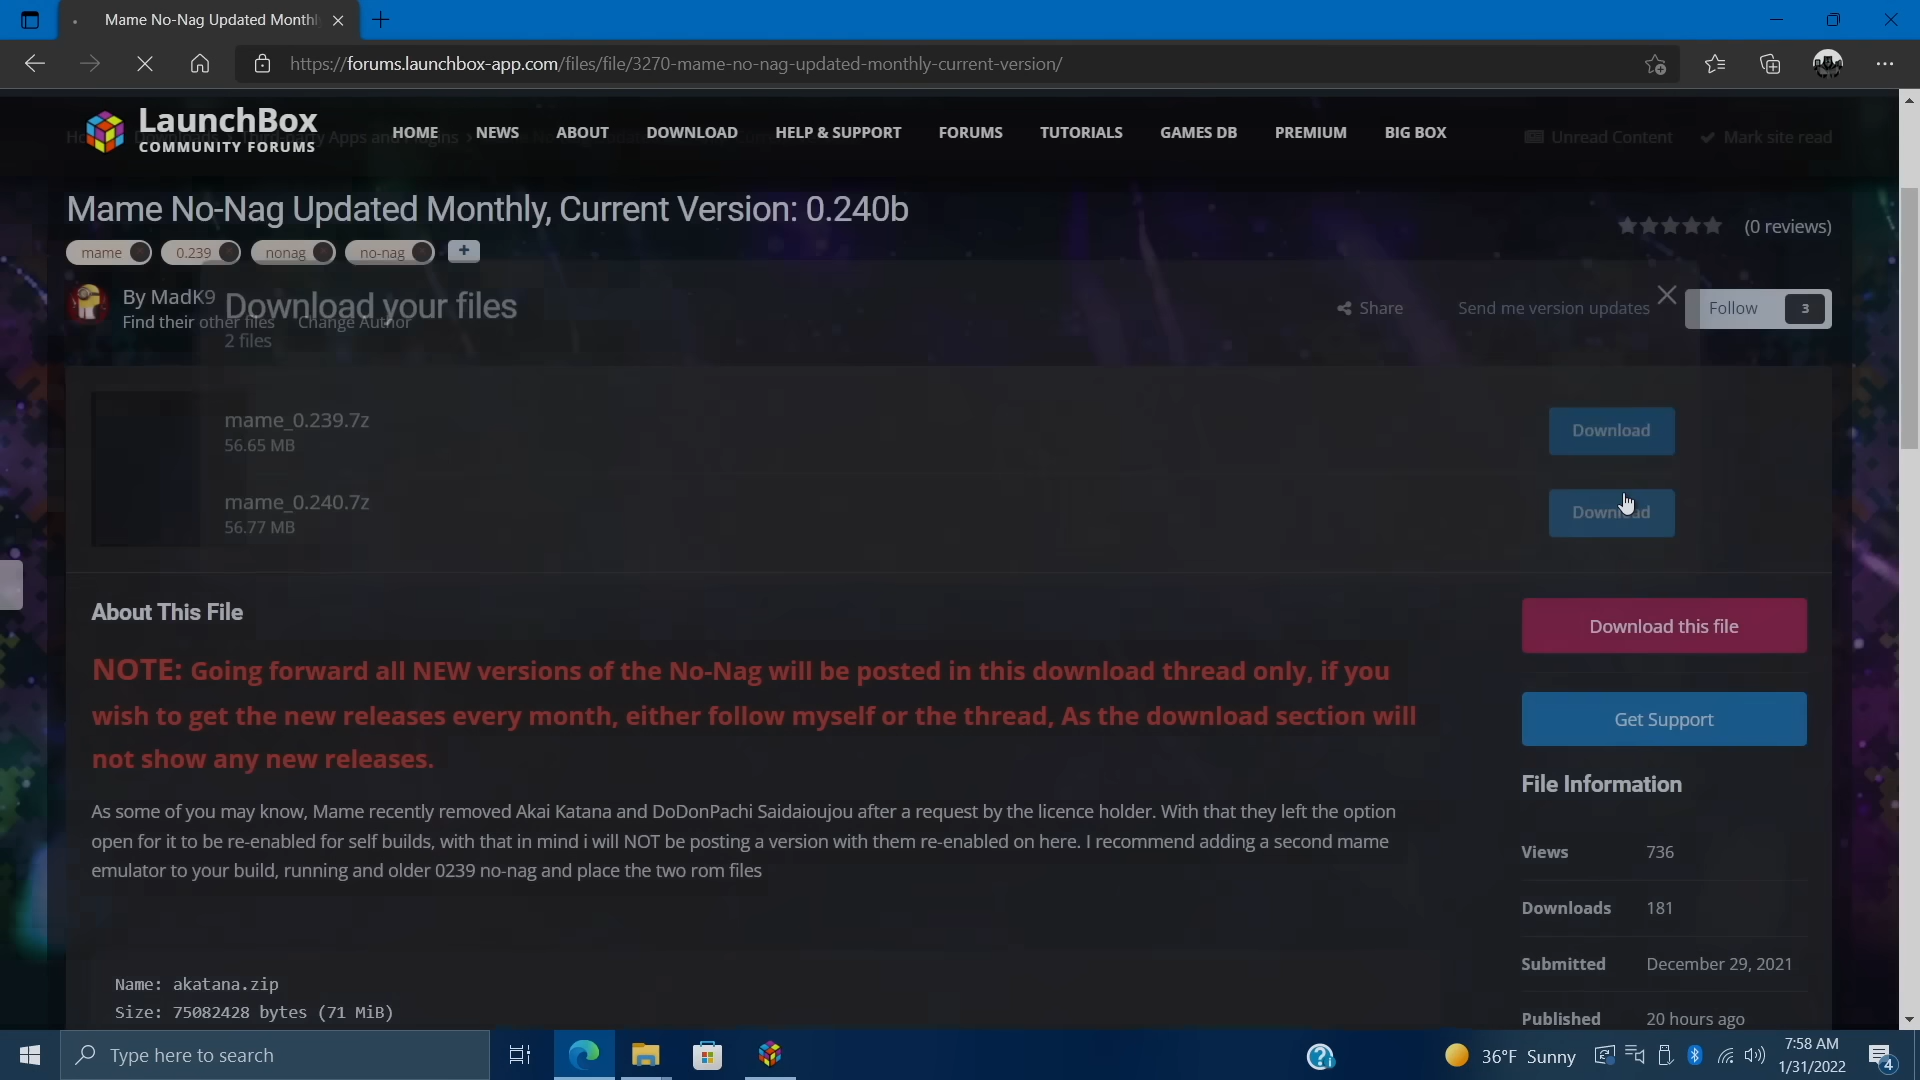 Mame No-Nag Updated Month
https://forums.launchbox-app.com/files/file/3270-mame-no-nag-updated-monthly-current-version/
LaunchBox
COMMUNITY FORUMS
HOME NEWS ABOUT DOWNLOAD HELP & SUPPORT FORUMS TUTORIALS GAMES DB PREMIUM BIG BOX
Downloads Third-party Apps and Plugins
Unread Content Mark site read
Mame No-Nag Updated Monthly, Current Version: 0.240b
(0 reviews)
mame 0.239 nonag no-nag +
By MadK9
Find their other files Change Author
Download your files
2 files
Share Send me version updates Follow 3
mame_0.239.7z
56.65 MB
Download
mame_0.240.7z
56.77 MB
Download
About This File
NOTE: Going forward all NEW versions of the No-Nag will be posted in this download thread only, if you
wish to get the new releases every month, either follow myself or the thread, As the download section will
not show any new releases.
As some of you may know, Mame recently removed Akai Katana and DoDonPachi Saidaioujou after a request by the licence holder. With that they left the option
open for it to be re-enabled for self builds, with that in mind i will NOT be posting a version with them re-enabled on here. I recommend adding a second mame
emulator to your build, running and older 0239 no-nag and place the two rom files
Name: akatana.zip
Size: 75082428 bytes (71 MiB)
Download this file
Get Support
File Information
Views 736
Downloads 181
Submitted December 29, 2021
Published 20 hours ago
Type here to search
36°F Sunny
7:58 AM
1/31/2022
4